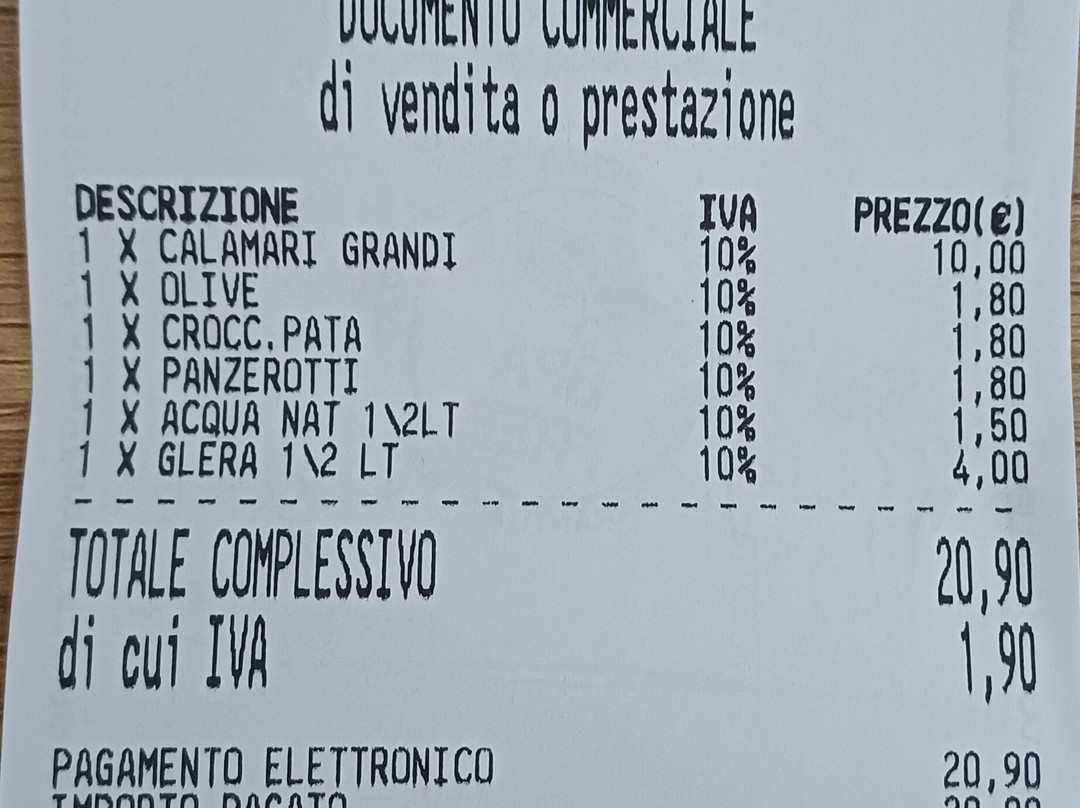 DOCUMENTO COMMERCIALE
di vendita o prestazione
DESCRIZIONE IVA PREZZO(€)
1 X CALAMARI GRANDI 10% 10,00
1 X OLIVE 10% 1,80
1 X CROCC.PATA 10% 1,80
1 X PANZEROTTI 10% 1,80
1 X ACQUA NAT 1\2LT 10% 1,50
1 X GLERA 1\2 LT 10% 4,00
TOTALE COMPLESSIVO 20,90
di cui IVA 1,90
PAGAMENTO ELETTRONICO 20,90
IMPORTO PAGATO